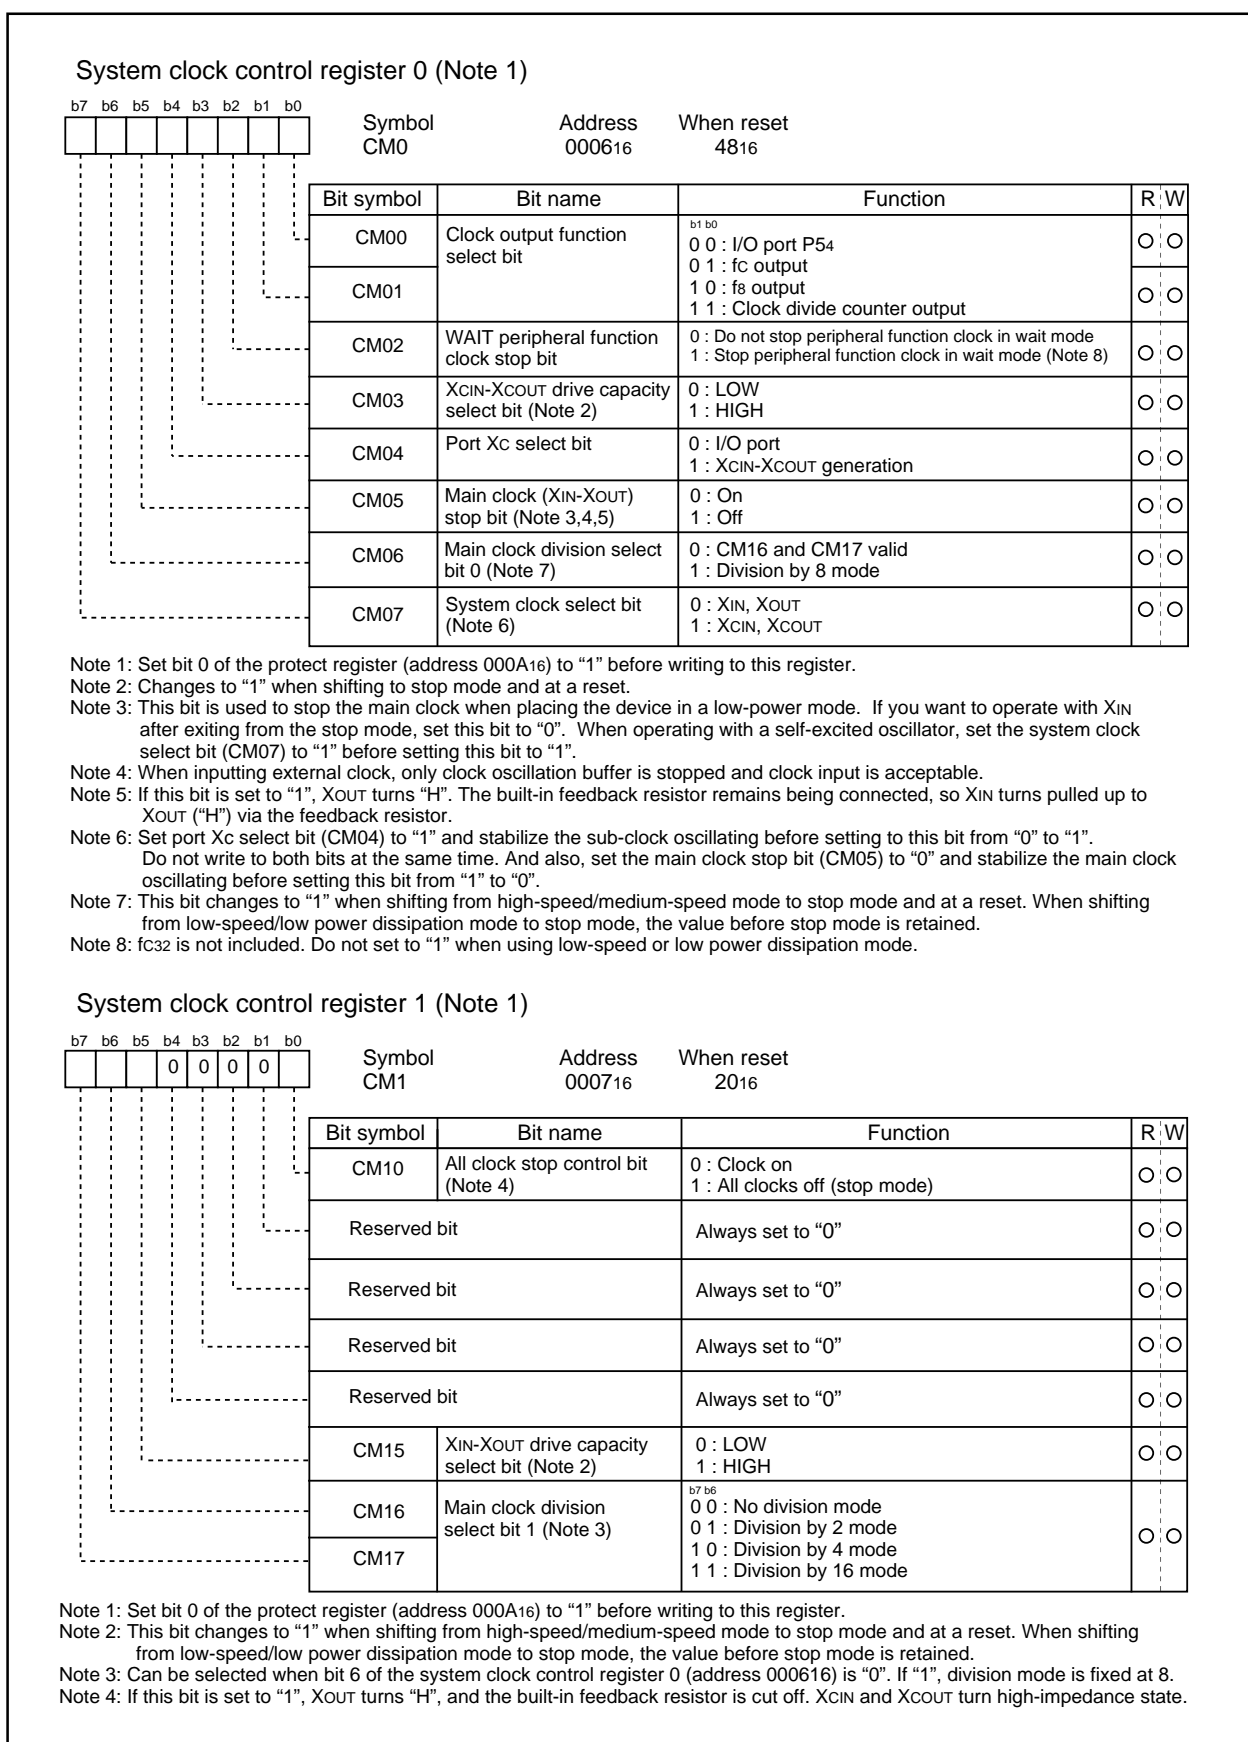 System clock control register 0 (Note 1)
b7 b6 b5 b4 b3 b2 b1 b0
Symbol Address When reset
CM0 000616 4816
Bit symbol Bit name Function R W
CM00 Clock output function select bit
b1 b0
0 0 : I/O port P54
0 1 : fC output
1 0 : f8 output
1 1 : Clock divide counter output
CM01
CM02 WAIT peripheral function clock stop bit
0 : Do not stop peripheral function clock in wait mode
1 : Stop peripheral function clock in wait mode (Note 8)
CM03 XCIN-XCOUT drive capacity select bit (Note 2)
0 : LOW
1 : HIGH
CM04 Port XC select bit
0 : I/O port
1 : XCIN-XCOUT generation
CM05 Main clock (XIN-XOUT) stop bit (Note 3,4,5)
0 : On
1 : Off
CM06 Main clock division select bit 0 (Note 7)
0 : CM16 and CM17 valid
1 : Division by 8 mode
CM07 System clock select bit (Note 6)
0 : XIN, XOUT
1 : XCIN, XCOUT
Note 1: Set bit 0 of the protect register (address 000A16) to “1” before writing to this register.
Note 2: Changes to “1” when shifting to stop mode and at a reset.
Note 3: This bit is used to stop the main clock when placing the device in a low-power mode. If you want to operate with XIN
after exiting from the stop mode, set this bit to “0”. When operating with a self-excited oscillator, set the system clock
select bit (CM07) to “1” before setting this bit to “1”.
Note 4: When inputting external clock, only clock oscillation buffer is stopped and clock input is acceptable.
Note 5: If this bit is set to “1”, XOUT turns “H”. The built-in feedback resistor remains being connected, so XIN turns pulled up to
XOUT (“H”) via the feedback resistor.
Note 6: Set port Xc select bit (CM04) to “1” and stabilize the sub-clock oscillating before setting to this bit from “0” to “1”.
Do not write to both bits at the same time. And also, set the main clock stop bit (CM05) to “0” and stabilize the main clock
oscillating before setting this bit from “1” to “0”.
Note 7: This bit changes to “1” when shifting from high-speed/medium-speed mode to stop mode and at a reset. When shifting
from low-speed/low power dissipation mode to stop mode, the value before stop mode is retained.
Note 8: fC32 is not included. Do not set to “1” when using low-speed or low power dissipation mode.
System clock control register 1 (Note 1)
b7 b6 b5 b4 b3 b2 b1 b0
0 0 0 0
Symbol Address When reset
CM1 000716 2016
Bit symbol Bit name Function R W
CM10 All clock stop control bit (Note 4)
0 : Clock on
1 : All clocks off (stop mode)
Reserved bit Always set to “0”
Reserved bit Always set to “0”
Reserved bit Always set to “0”
Reserved bit Always set to “0”
CM15 XIN-XOUT drive capacity select bit (Note 2)
0 : LOW
1 : HIGH
CM16 Main clock division select bit 1 (Note 3)
b7 b6
0 0 : No division mode
0 1 : Division by 2 mode
1 0 : Division by 4 mode
1 1 : Division by 16 mode
CM17
Note 1: Set bit 0 of the protect register (address 000A16) to “1” before writing to this register.
Note 2: This bit changes to “1” when shifting from high-speed/medium-speed mode to stop mode and at a reset. When shifting
from low-speed/low power dissipation mode to stop mode, the value before stop mode is retained.
Note 3: Can be selected when bit 6 of the system clock control register 0 (address 000616) is “0”. If “1”, division mode is fixed at 8.
Note 4: If this bit is set to “1”, XOUT turns “H”, and the built-in feedback resistor is cut off. XCIN and XCOUT turn high-impedance state.